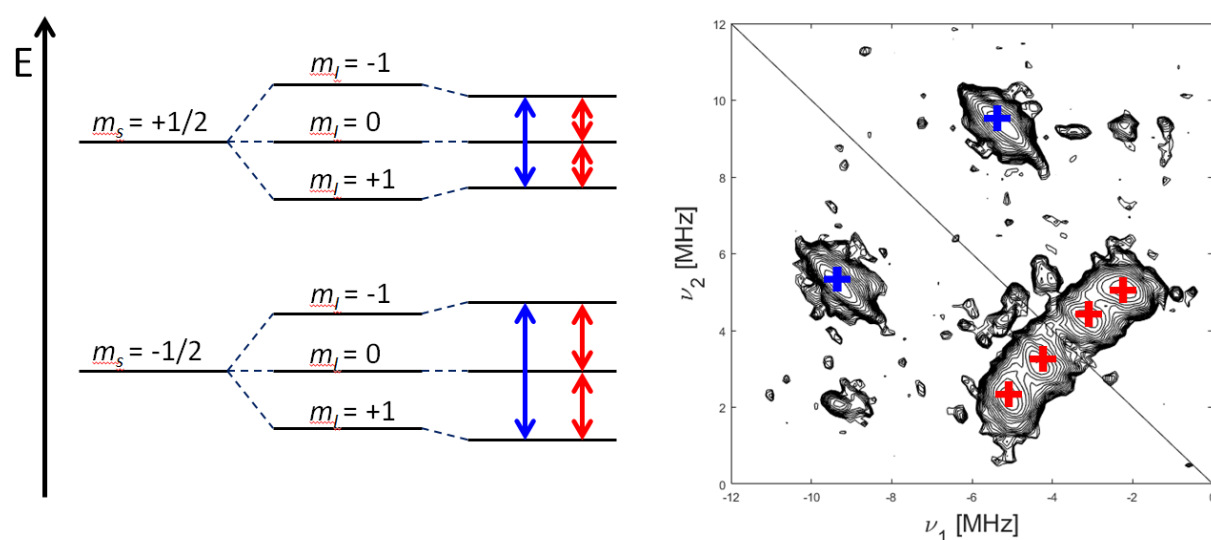 E
m_I = -1
m_s = +1/2
m_I = 0
m_I = +1
m_I = -1
m_s = -1/2
m_I = 0
m_I = +1
12
10
8
6
4
2
0
ν₂ [MHz]
-12
-10
-8
-6
-4
-2
0
ν₁ [MHz]